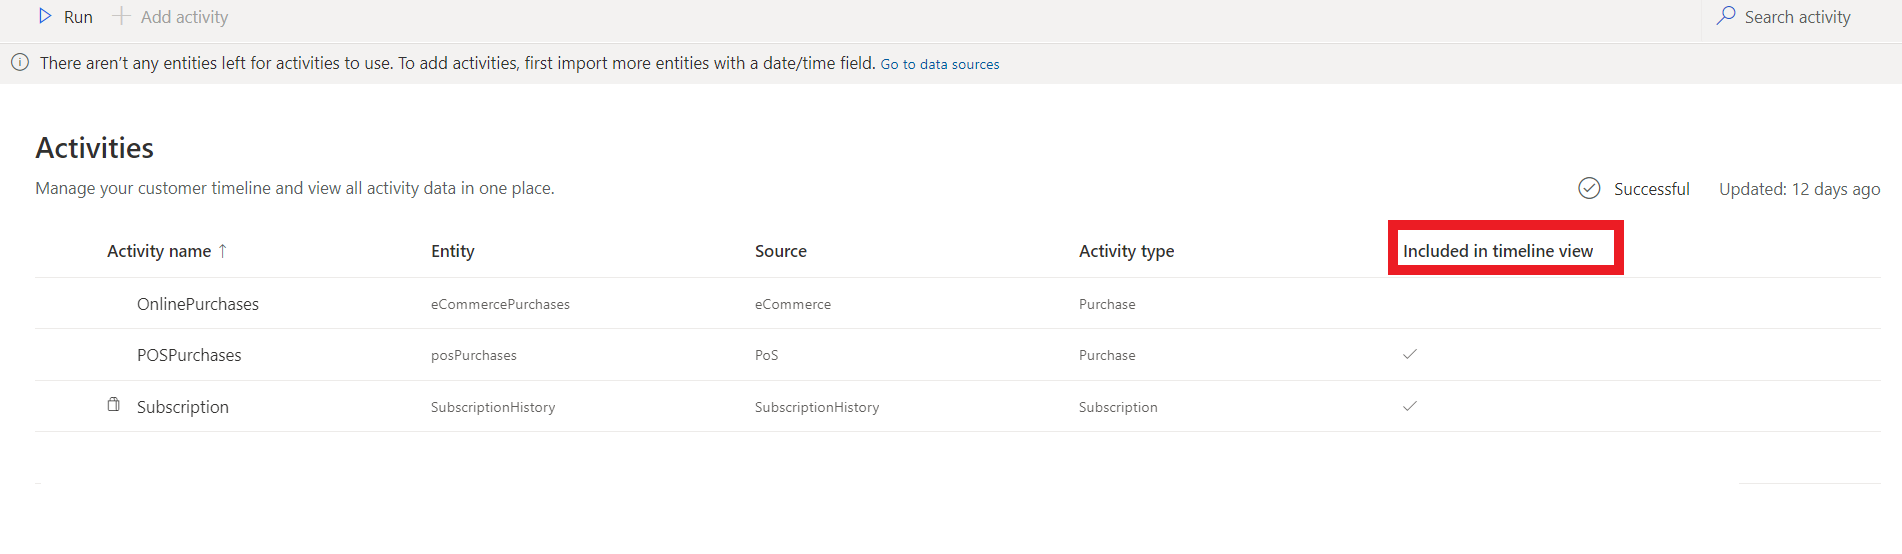 Run Add activity Search activity
There aren't any entities left for activities to use. To add activities, first import more entities with a date/time field. Go to data sources
Activities
Manage your customer timeline and view all activity data in one place.
Successful Updated: 12 days ago
Activity name ↑ Entity Source Activity type Included in timeline view
OnlinePurchases eCommercePurchases eCommerce Purchase
POSPurchases posPurchases PoS Purchase
Subscription SubscriptionHistory SubscriptionHistory Subscription